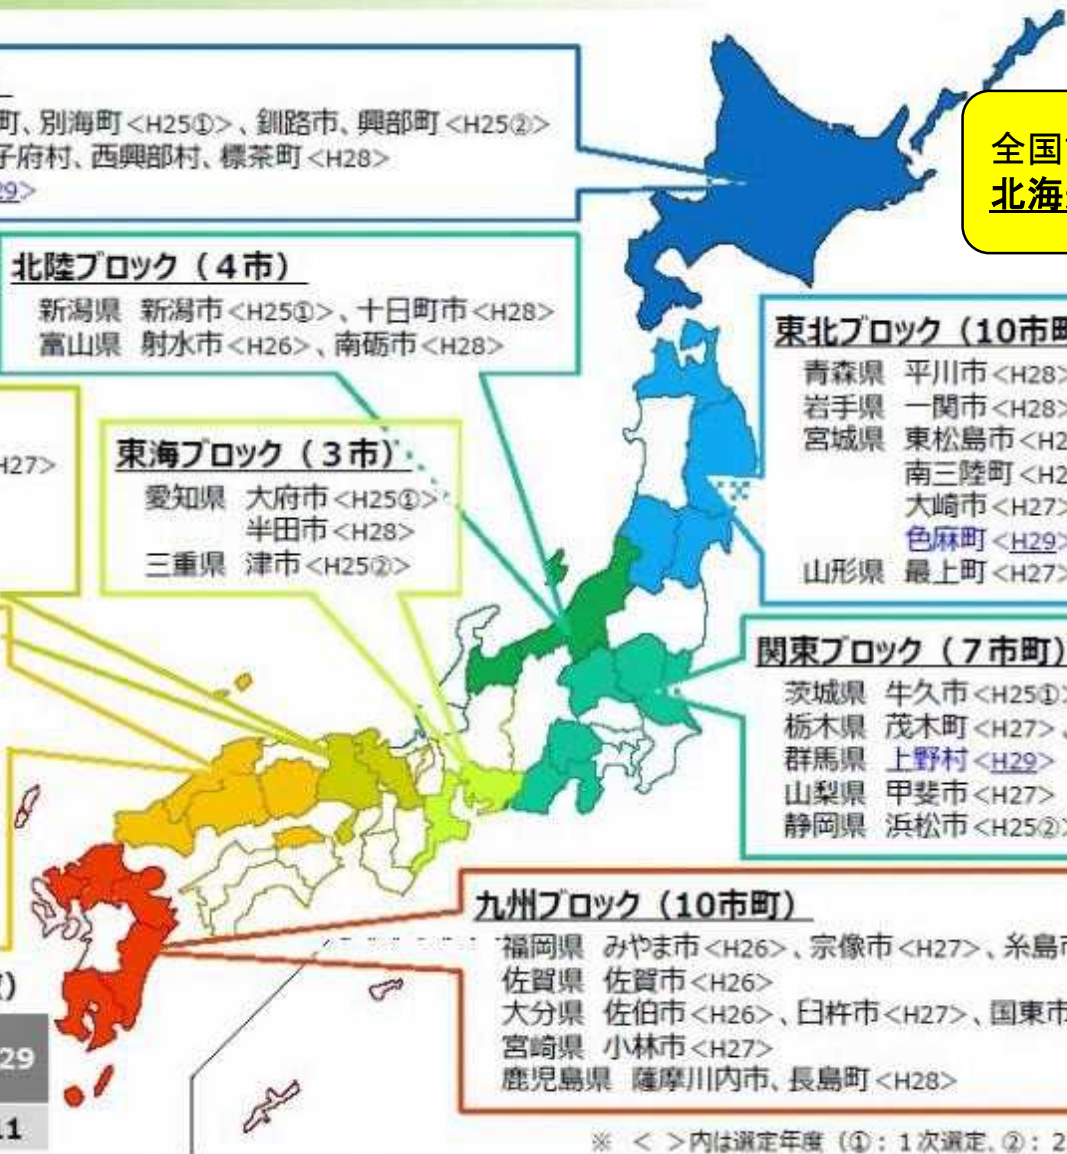 町、別海町<H25①>、釧路市、興部町<H25②>
子府村、西興部村、標茶町<H28>
29>
全国
北海
北陸ブロック（４市）
新潟県 新潟市<H25①>、十日町市<H28>
富山県 射水市<H26>、南砺市<H28>
東北ブロック（10市町
青森県 平川市<H28>
岩手県 一関市<H28>
宮城県 東松島市<H2
南三陸町<H2
大崎市<H27>
色麻町<H29>
山形県 最上町<H27>
H27>
東海ブロック（３市）
愛知県 大府市<H25①>
半田市<H28>
三重県 津市<H25②>
関東ブロック（７市町）
茨城県 牛久市<H25①>
栃木県 茂木町<H27>、
群馬県 上野村<H29>
山梨県 甲斐市<H27>
静岡県 浜松市<H25②>
九州ブロック（10市町）
福岡県 みやま市<H26>、宗像市<H27>、糸島市
佐賀県 佐賀市<H26>
大分県 佐伯市<H26>、臼杵市<H27>、国東市
宮崎県 小林市<H27>
鹿児島県 薩摩川内市、長島町<H28>
29
11
※ < >内は選定年度（①：１次選定、②：２